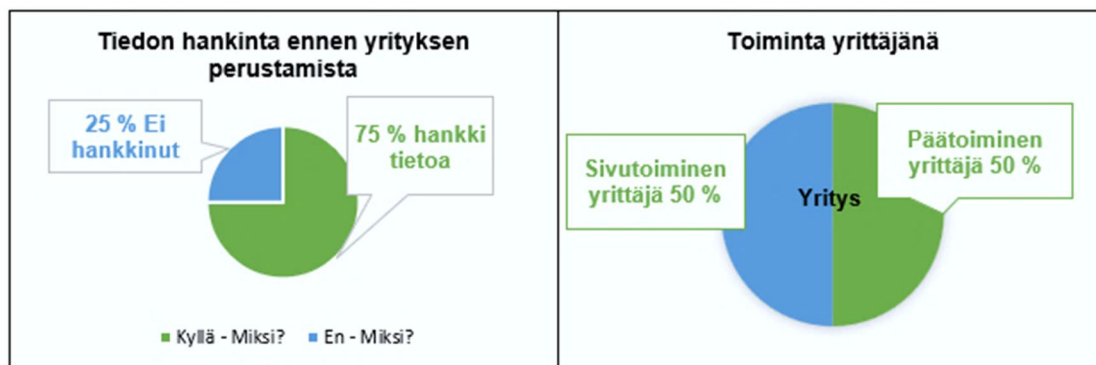 Tiedon hankinta ennen yrityksen
perustamista
25 % Ei
hankkinut
75 % hankki
tietoa
Kyllä - Miksi?
En - Miksi?
Toiminta yrittäjänä
Sivutoiminen
yrittäjä 50 %
Yritys
Päätoiminen
yrittäjä 50 %